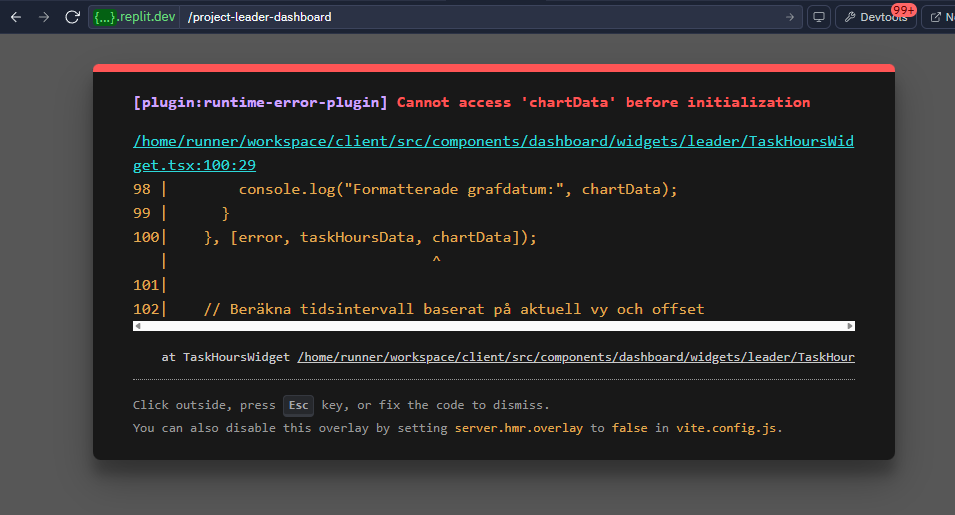 {...}.replit.dev /project-leader-dashboard
99+
Devtools
[plugin:runtime-error-plugin] Cannot access 'chartData' before initialization
/home/runner/workspace/client/src/components/dashboard/widgets/leader/TaskHoursWid
get.tsx:100:29
98 |        console.log("Formatterade grafdatum:", chartData);
99 |      }
100|    }, [error, taskHoursData, chartData]);
   |                              ^
101|
102|    // Beräkna tidsintervall baserat på aktuell vy och offset
at TaskHoursWidget /home/runner/workspace/client/src/components/dashboard/widgets/leader/TaskHour
Click outside, press Esc key, or fix the code to dismiss.
You can also disable this overlay by setting server.hmr.overlay to false in vite.config.js.